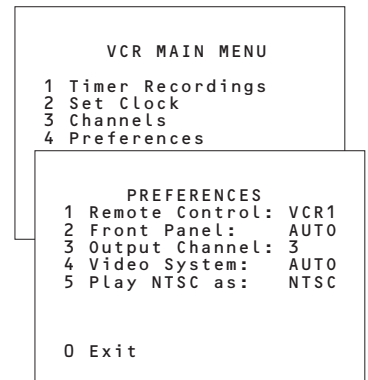 VCR MAIN MENU
1 Timer Recordings
2 Set Clock
3 Channels
4 Preferences
PREFERENCES
1 Remote Control: VCR1
2 Front Panel: AUTO
3 Output Channel: 3
4 Video System: AUTO
5 Play NTSC as: NTSC
0 Exit